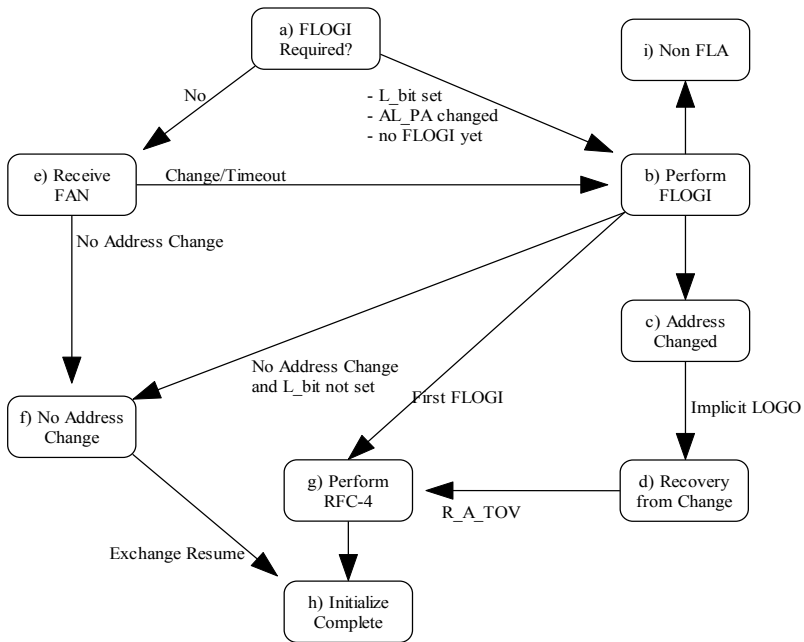 a) FLOGI
Required?
i) Non FLA
No
- L_bit set
- AL_PA changed
- no FLOGI yet
e) Receive
FAN
Change/Timeout
b) Perform
FLOGI
No Address Change
c) Address
Changed
No Address Change
and L_bit not set
First FLOGI
Implicit LOGO
f) No Address
Change
g) Perform
RFC-4
d) Recovery
from Change
R_A_TOV
Exchange Resume
h) Initialize
Complete